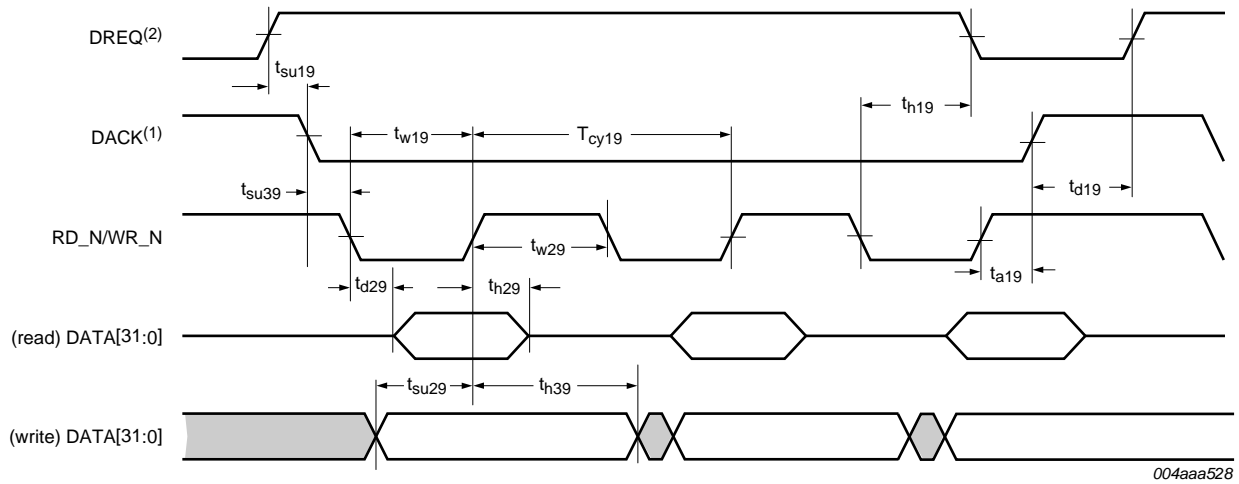 DREQ(2)
tsu19
th19
DACK(1)
tw19
Tcy19
tsu39
td19
RD_N/WR_N
tw29
td29
th29
ta19
(read) DATA[31:0]
tsu29
th39
(write) DATA[31:0]
004aaa528